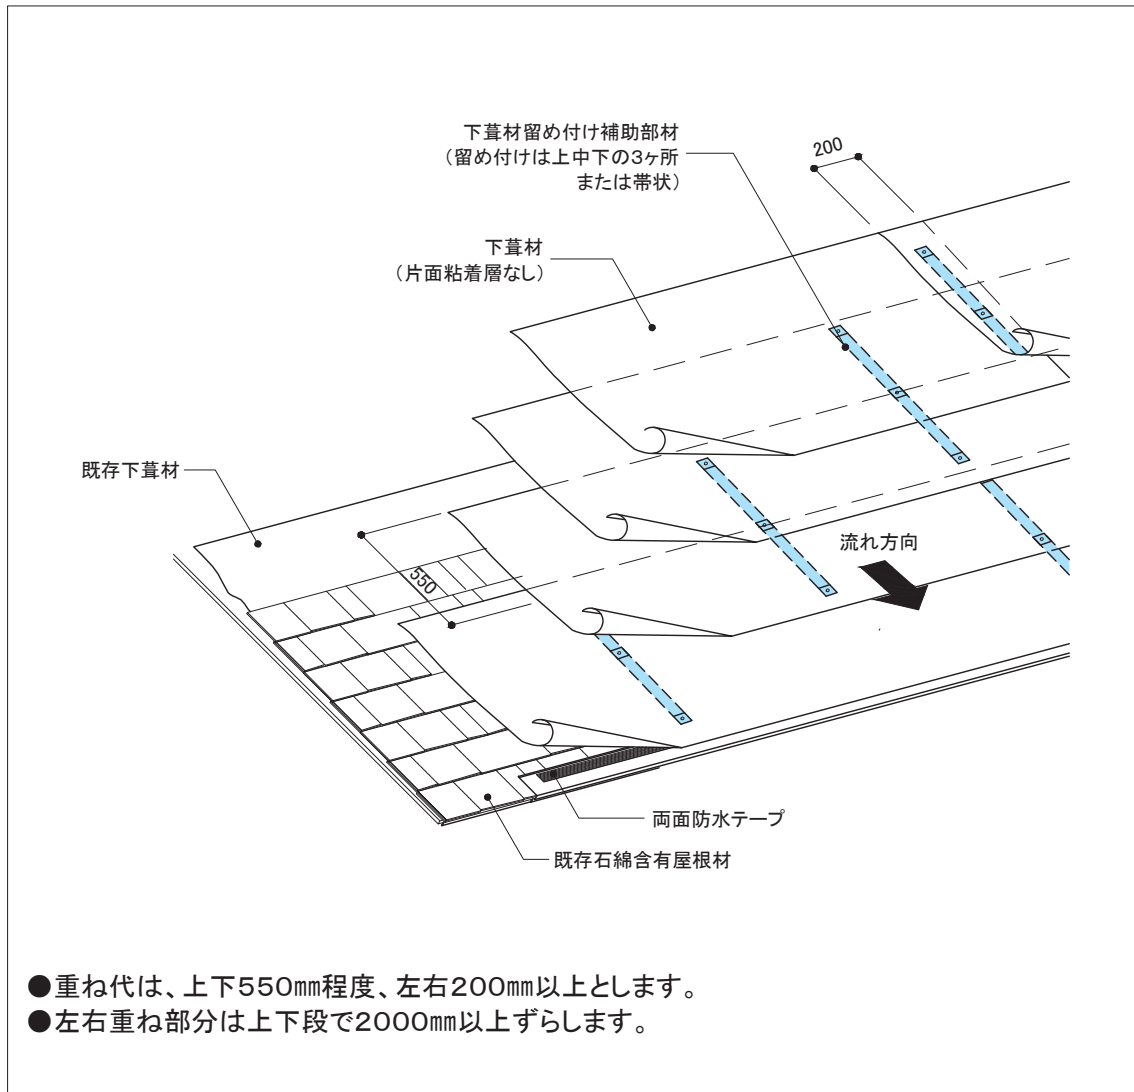 下葺材留め付け補助部材
（留め付けは上中下の3ヶ所
または帯状）
200
下葺材
（片面粘着層なし）
既存下葺材
流れ方向
550
両面防水テープ
既存石綿含有屋根材
●重ね代は、上下550㎜程度、左右200㎜以上とします。
●左右重ね部分は上下段で2000㎜以上ずらします。